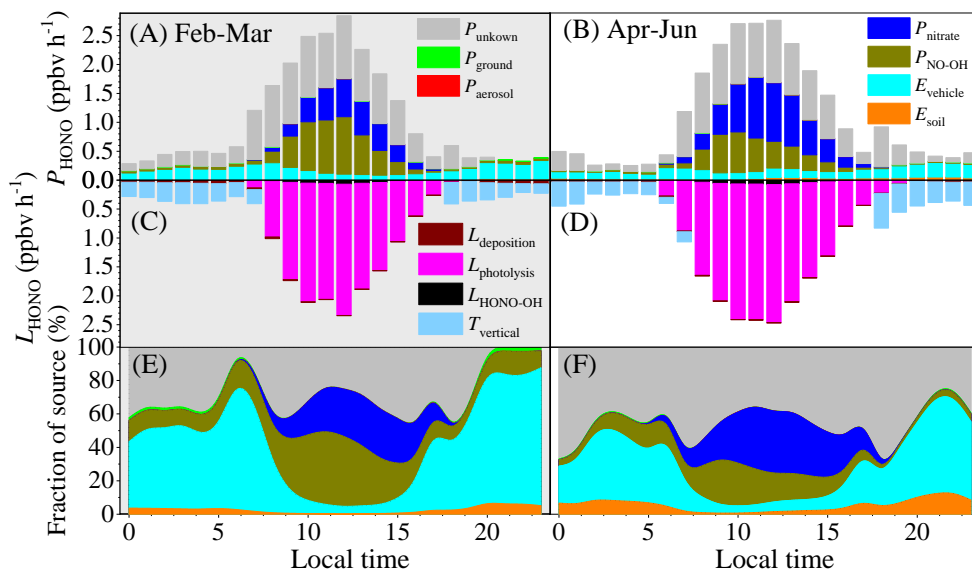 (A) Feb-Mar
P_unkown
P_ground
P_aerosol
(B) Apr-Jun
P_nitrate
P_NO-OH
E_vehicle
E_soil
P_HONO (ppbv h⁻¹)
2.5
2.0
1.5
1.0
0.5
0.0
(C)
L_deposition
L_photolysis
L_HONO-OH
T_vertical
(D)
L_HONO (ppbv h⁻¹)
0.5
1.0
1.5
2.0
2.5
(E)
(F)
Fraction of source (%)
100
80
60
40
20
0
0 5 10 15 20
0 5 10 15 20
Local time
Local time